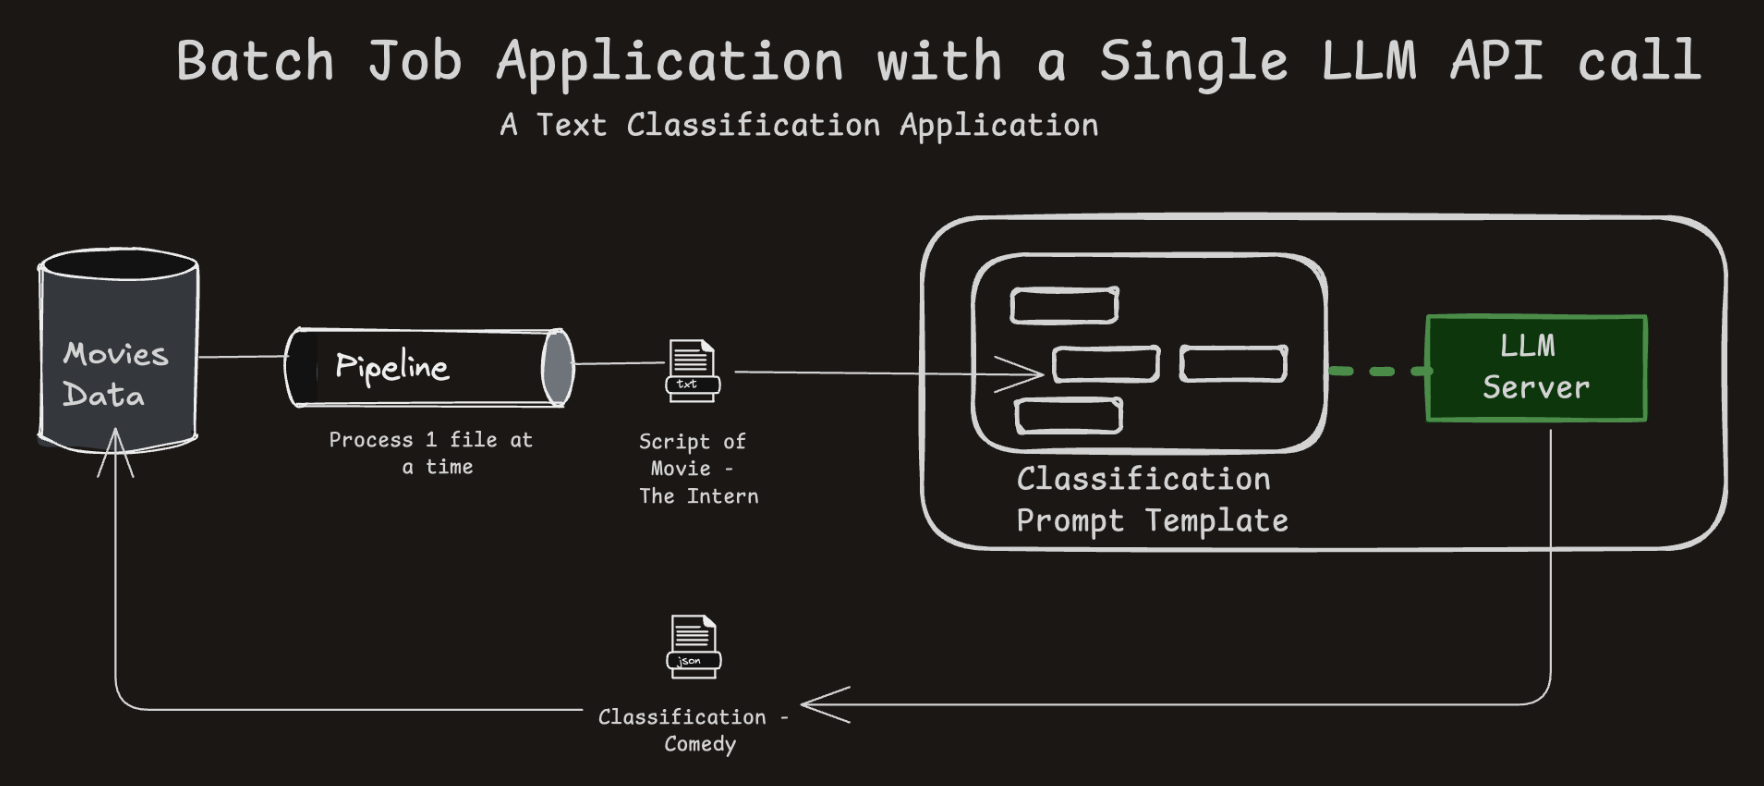 Batch Job Application with a Single LLM API call
A Text Classification Application
Movies
Data
Pipeline
Process 1 file at
a time
txt
Script of
Movie -
The Intern
Classification
Prompt Template
LLM
Server
json
Classification -
Comedy